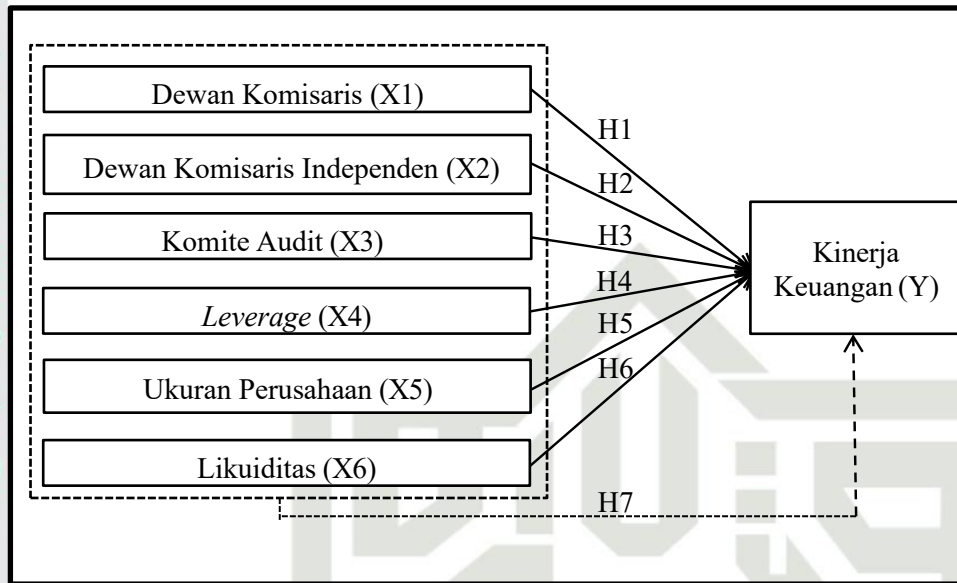 Dewan Komisaris (X1)
H1
Dewan Komisaris Independen (X2)
H2
Komite Audit (X3)
H3
Kinerja
Keuangan (Y)
Leverage (X4)
H4
H5
Ukuran Perusahaan (X5)
H6
Likuiditas (X6)
H7